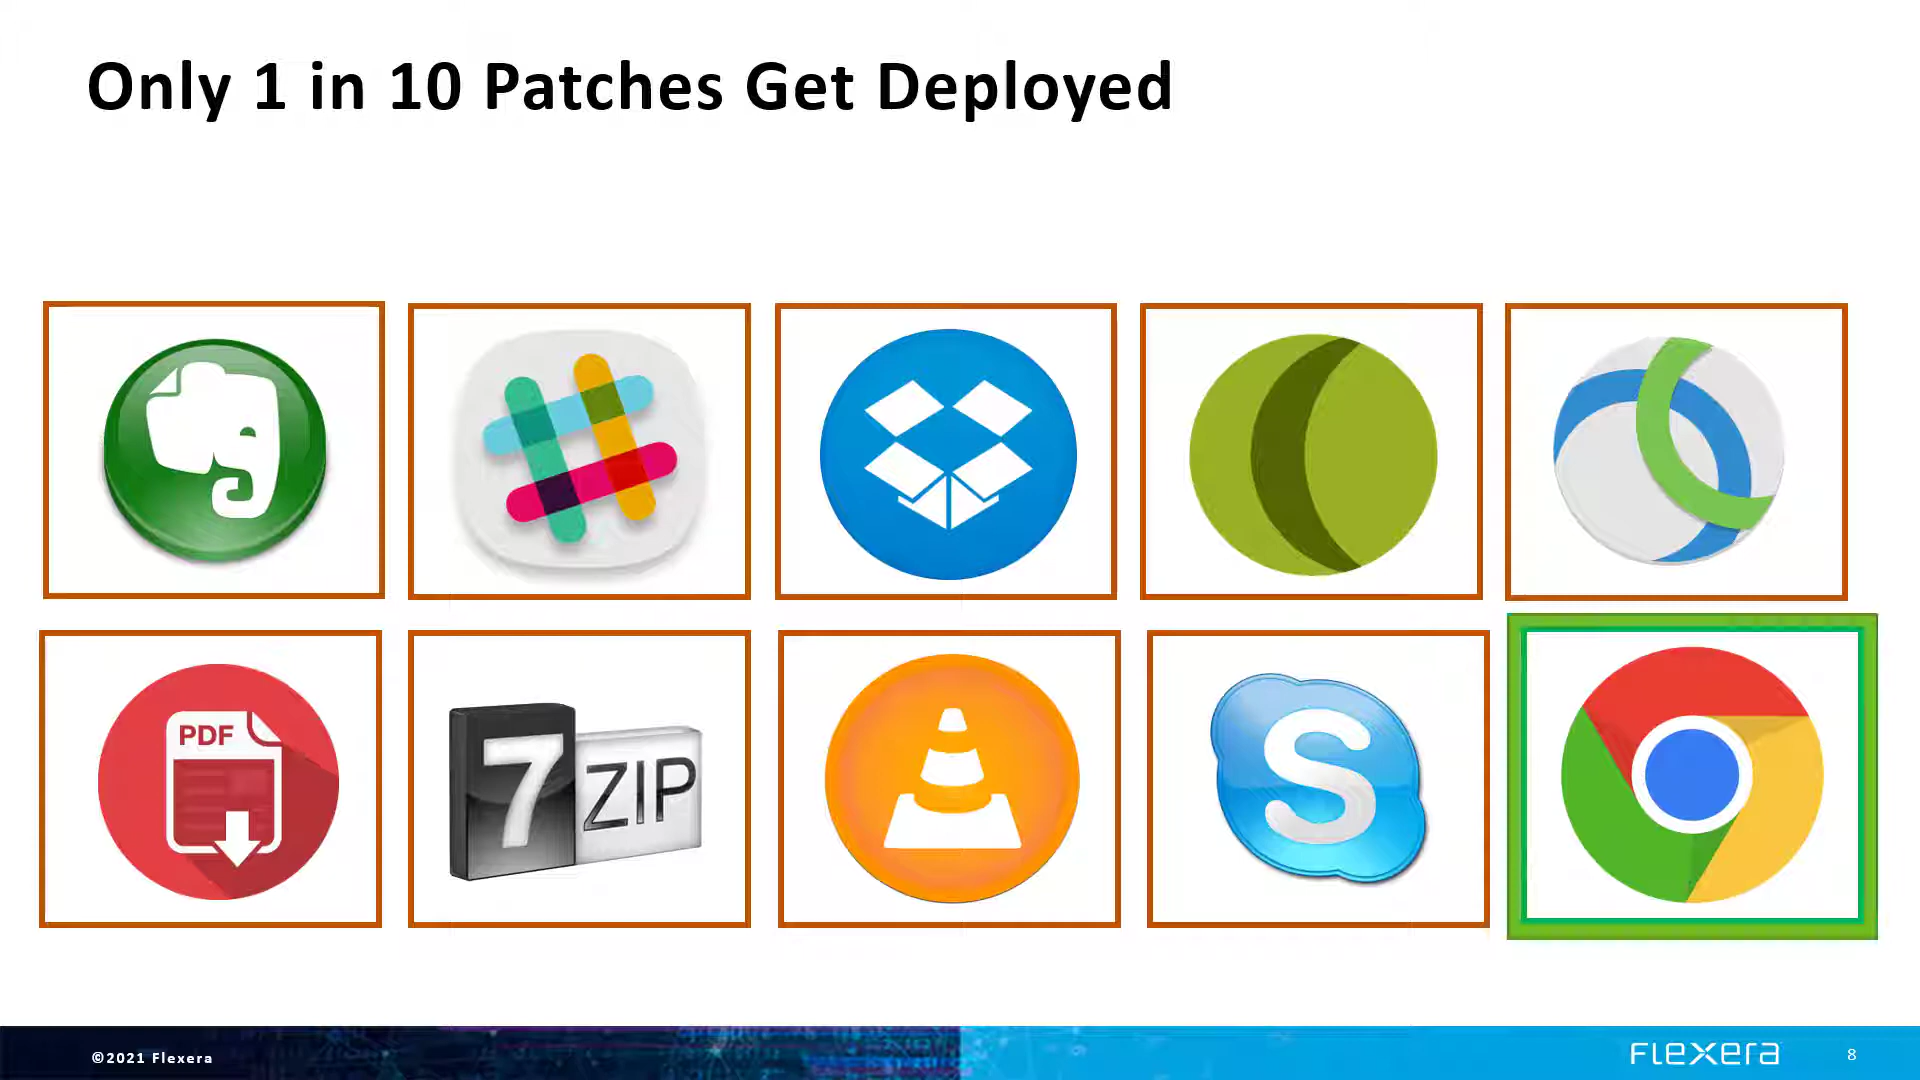 Only 1 in 10 Patches Get Deployed
PDF
7 ZIP
S
©2021 Flexera
Flexera
8